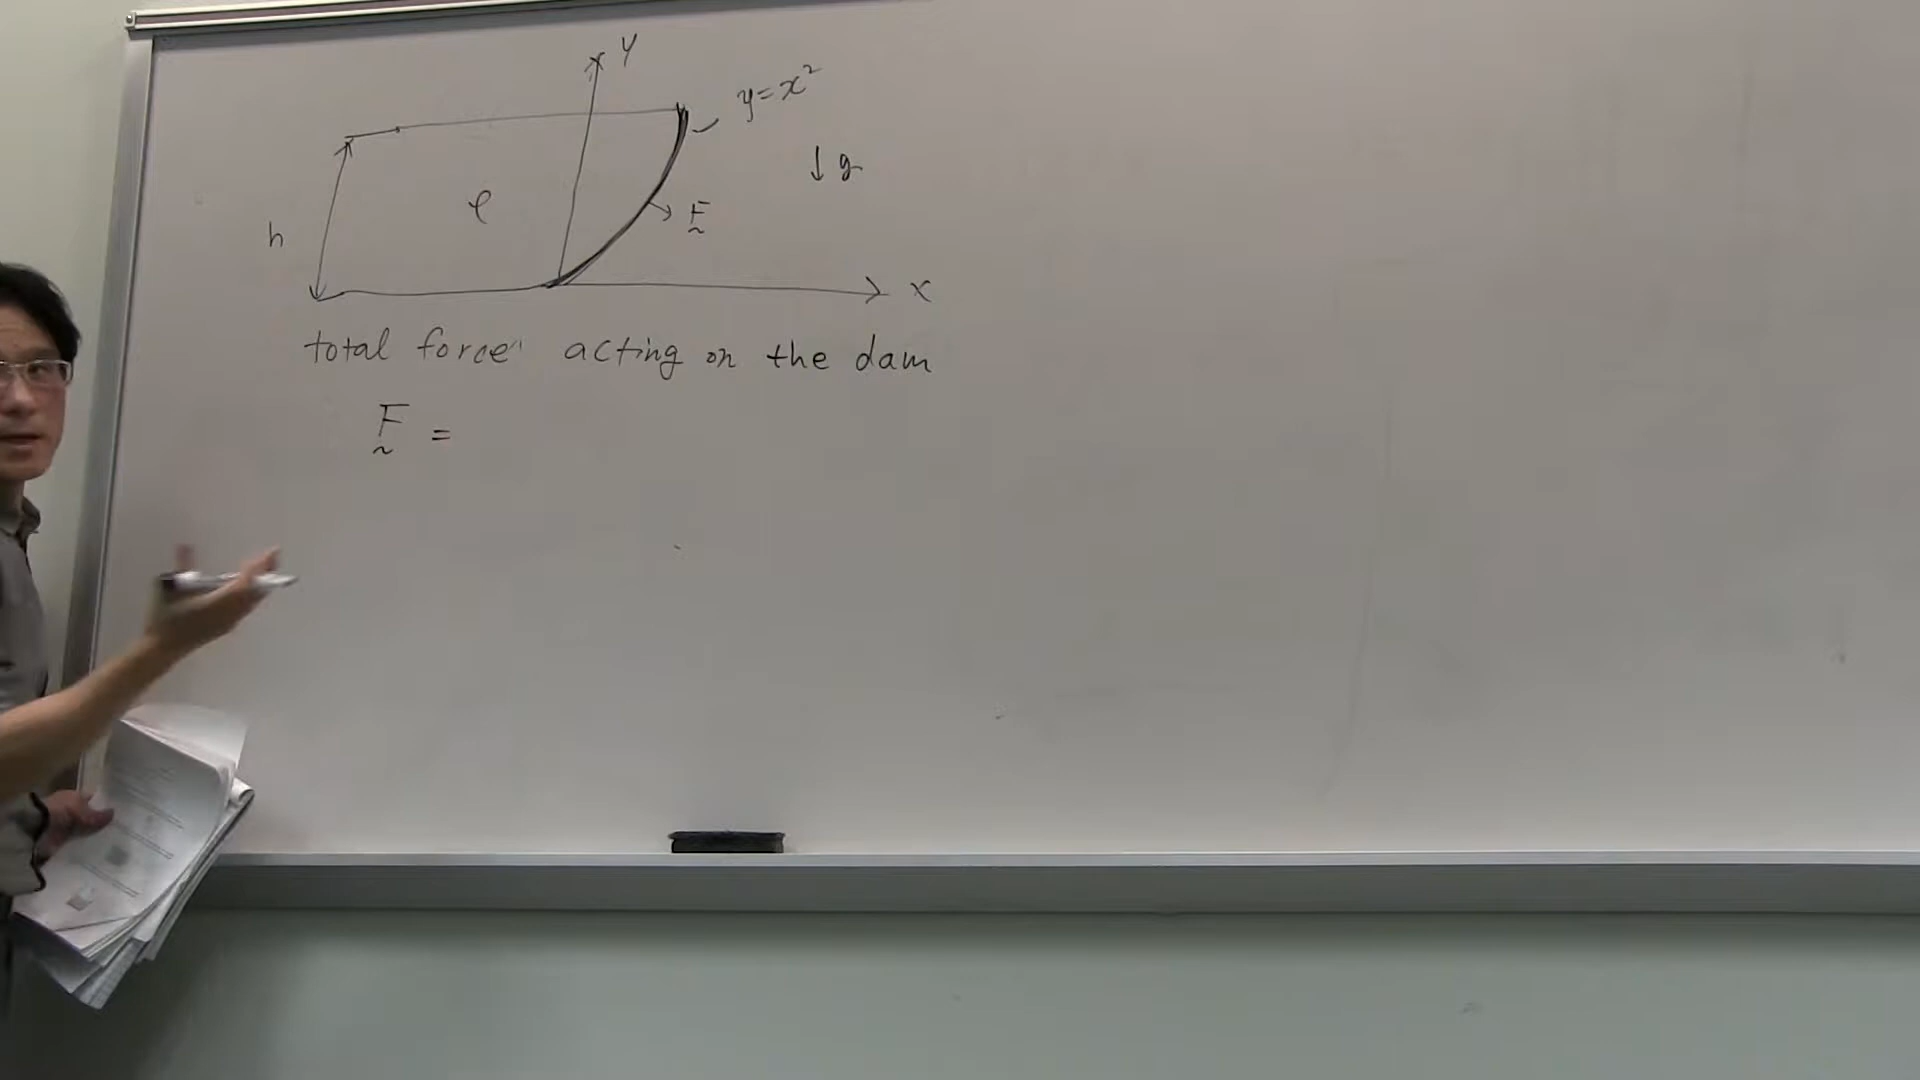 y
y = x²
↓ g
ρ
h
F
~
x
total force acting on the dam
F =
~